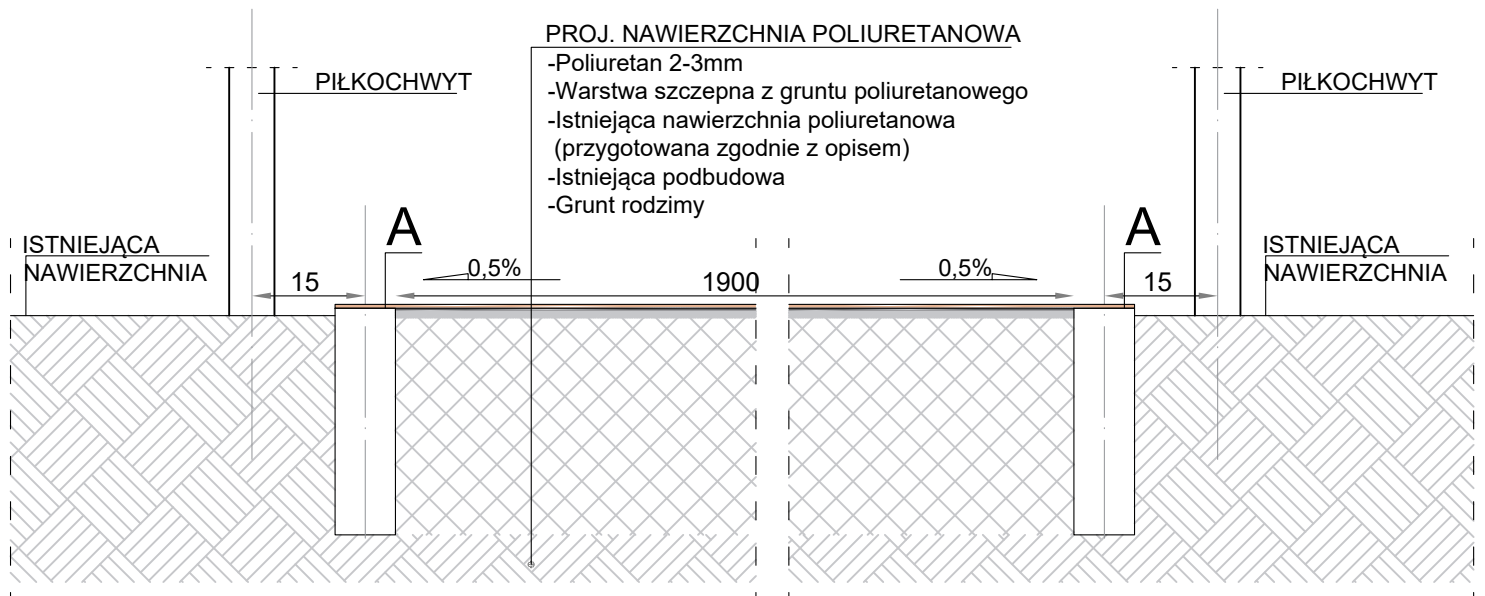 PROJ. NAWIERZCHNIA POLIURETANOWA
-Poliuretan 2-3mm
-Warstwa szczepna z gruntu poliuretanowego
-Istniejąca nawierzchnia poliuretanowa
(przygotowana zgodnie z opisem)
-Istniejąca podbudowa
-Grunt rodzimy
PIŁKOCHWYT
PIŁKOCHWYT
A
A
ISTNIEJĄCA
NAWIERZCHNIA
ISTNIEJĄCA
NAWIERZCHNIA
15
0,5%
1900
0,5%
15